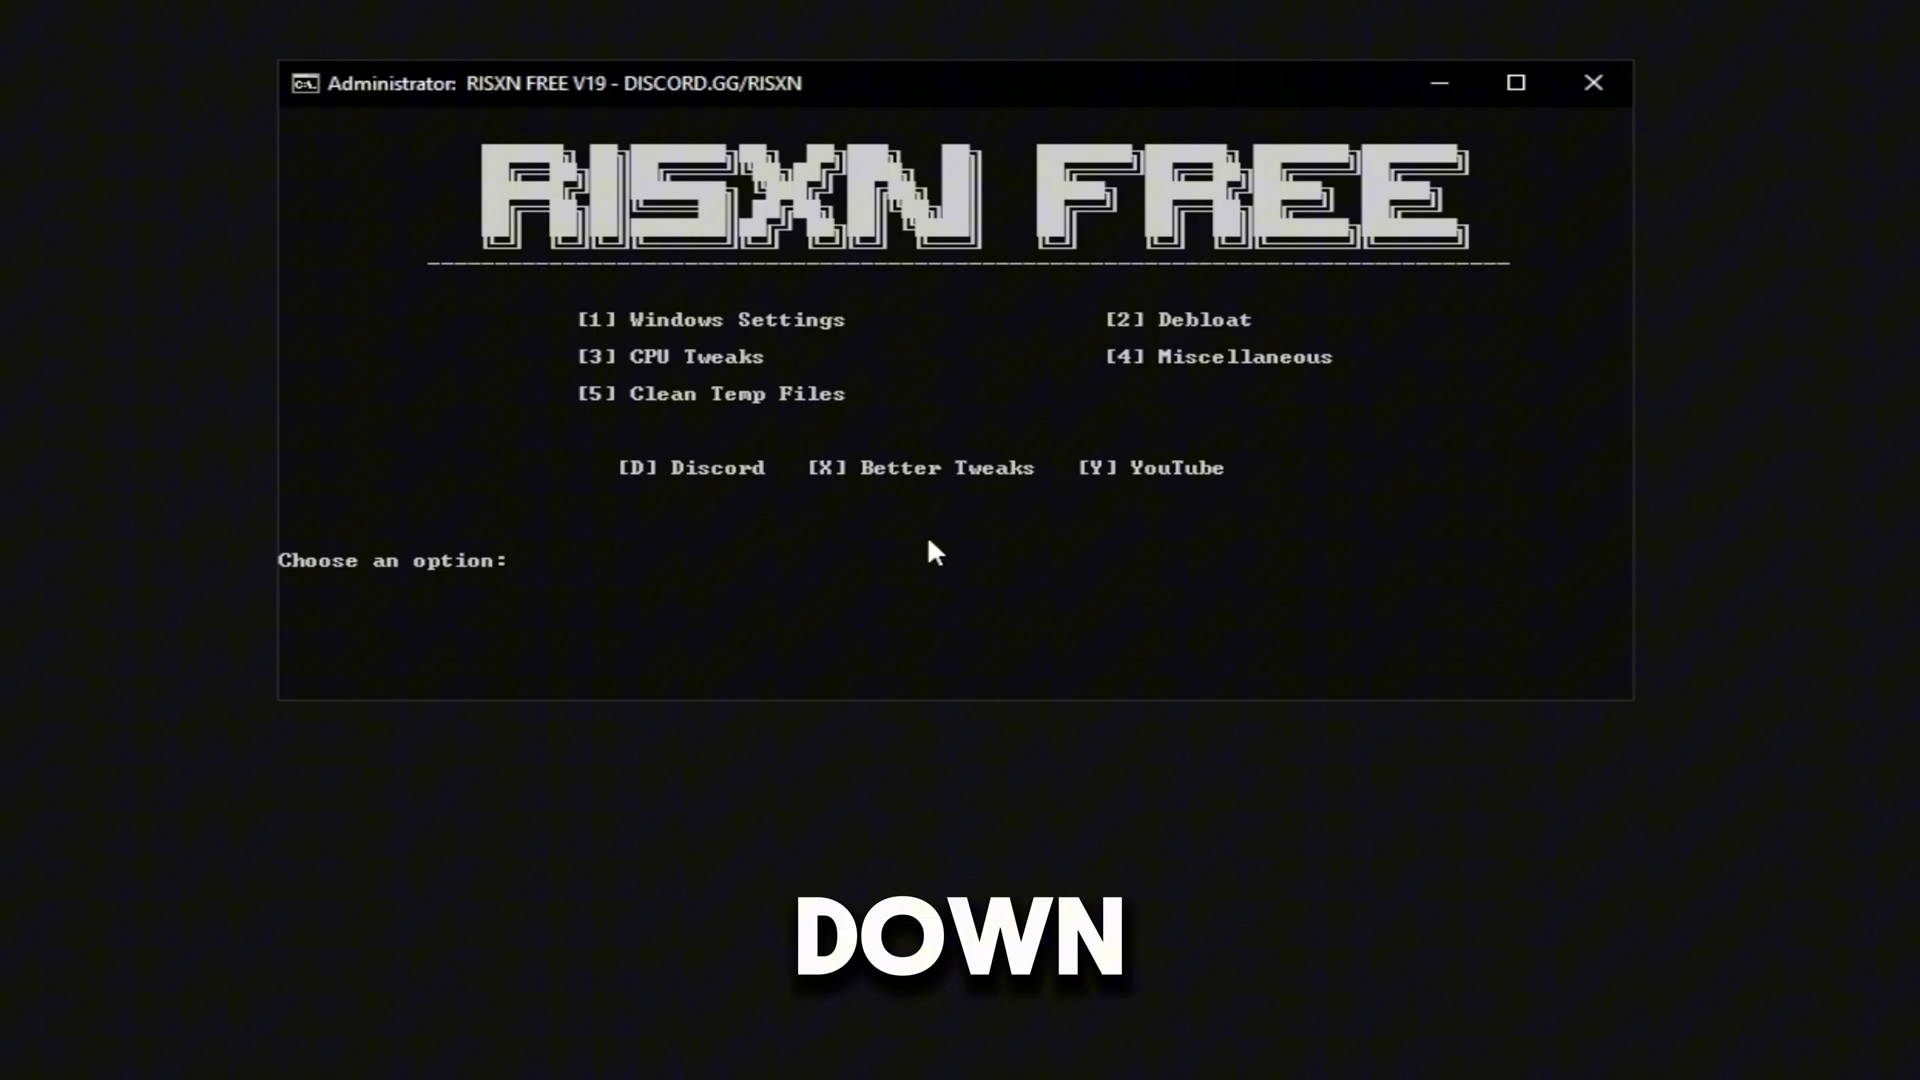 Administrator: RISXN FREE V19 - DISCORD.GG/RISXN
RISXN FREE
[1] Windows Settings [2] Debloat
[3] CPU Tweaks [4] Miscellaneous
[5] Clean Temp Files
[D] Discord [X] Better Tweaks [Y] YouTube
Choose an option:
DOWN